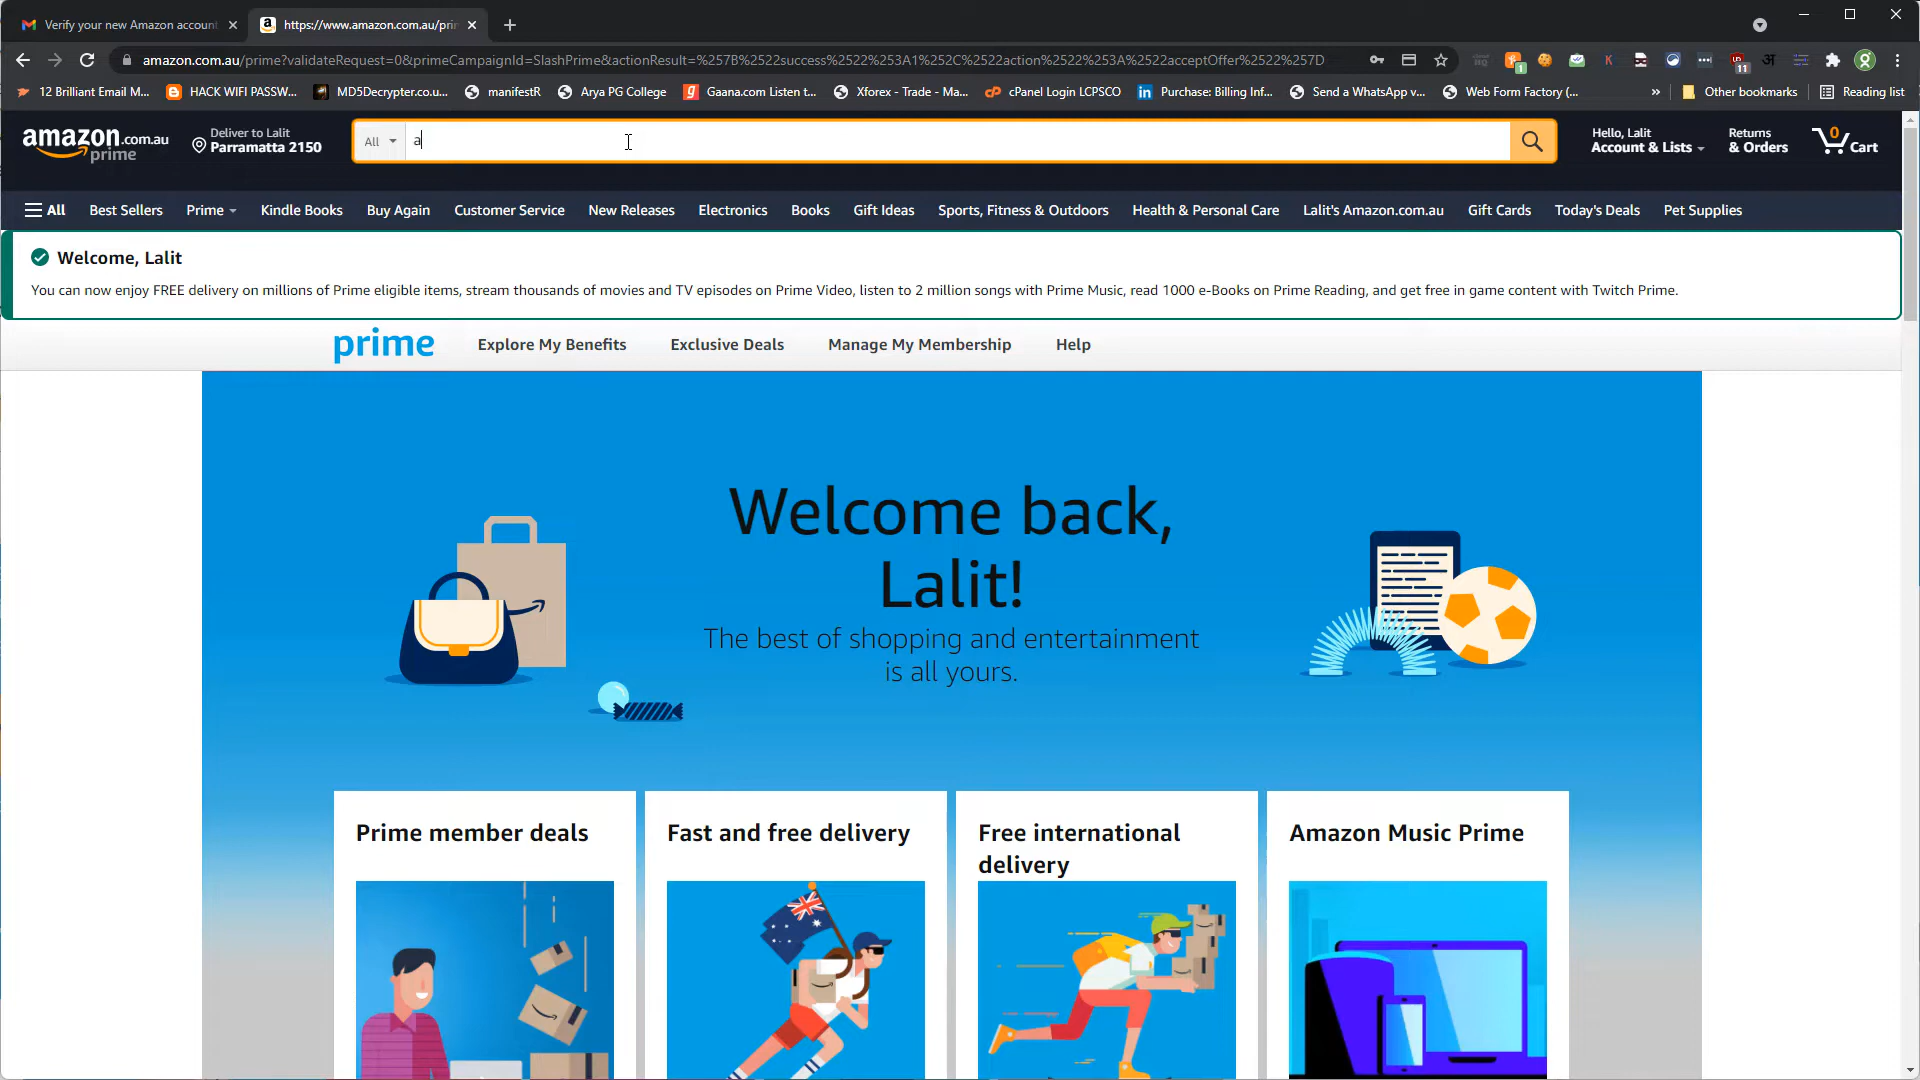 Verify your new Amazon account
https://www.amazon.com.au/pri
amazon.com.au/prime?validateRequest=0&primeCampaignId=SlashPrime&actionResult=%257B%2522success%2522%253A1%252C%2522action%2522%253A%2522acceptOffer%2522%257D
12 Brilliant Email M...
HACK WIFI PASSW...
MD5Decrypter.co.u...
manifestR
Arya PG College
Gaana.com Listen t...
Xforex - Trade - Ma...
cPanel Login LCPSCO
Purchase: Billing Inf...
Send a WhatsApp v...
Web Form Factory (...
»
Other bookmarks
Reading list
amazon.com.au
prime
Deliver to Lalit
Parramatta 2150
All
a
Hello, Lalit
Account & Lists
Returns
& Orders
0
Cart
All
Best Sellers
Prime
Kindle Books
Buy Again
Customer Service
New Releases
Electronics
Books
Gift Ideas
Sports, Fitness & Outdoors
Health & Personal Care
Lalit's Amazon.com.au
Gift Cards
Today's Deals
Pet Supplies
Welcome, Lalit
You can now enjoy FREE delivery on millions of Prime eligible items, stream thousands of movies and TV episodes on Prime Video, listen to 2 million songs with Prime Music, read 1000 e-Books on Prime Reading, and get free in game content with Twitch Prime.
prime
Explore My Benefits
Exclusive Deals
Manage My Membership
Help
Welcome back,
Lalit!
The best of shopping and entertainment
is all yours.
Prime member deals
Fast and free delivery
Free international
delivery
Amazon Music Prime